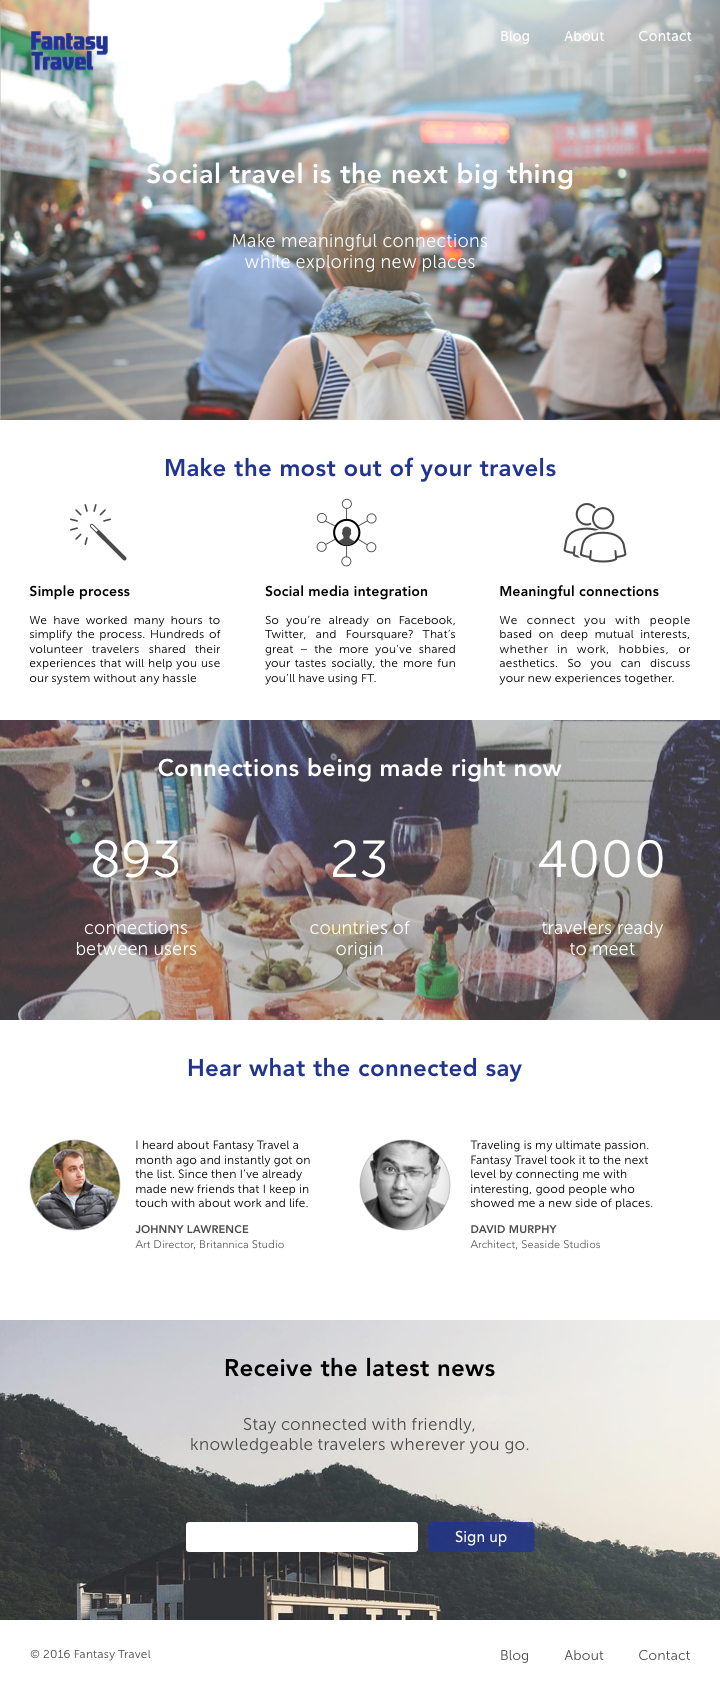 Fantasy
Travel
Blog About Contact
Social travel is the next big thing
Make meaningful connections
while exploring new places
Make the most out of your travels
Simple process
We have worked many hours to
simplify the process. Hundreds of
volunteer travelers shared their
experiences that will help you use
our system without any hassle
Social media integration
So you're already on Facebook,
Twitter, and Foursquare? That's
great – the more you've shared
your tastes socially, the more fun
you'll have using FT.
Meaningful connections
We connect you with people
based on deep mutual interests,
whether in work, hobbies, or
aesthetics. So you can discuss
your new experiences together.
Connections being made right now
893
connections
between users
23
countries of
origin
4000
travelers ready
to meet
Hear what the connected say
I heard about Fantasy Travel a
month ago and instantly got on
the list. Since then I've already
made new friends that I keep in
touch with about work and life.
JOHNNY LAWRENCE
Art Director, Britannica Studio
Traveling is my ultimate passion.
Fantasy Travel took it to the next
level by connecting me with
interesting, good people who
showed me a new side of places.
DAVID MURPHY
Architect, Seaside Studios
Receive the latest news
Stay connected with friendly,
knowledgeable travelers wherever you go.
Sign up
© 2016 Fantasy Travel
Blog About Contact